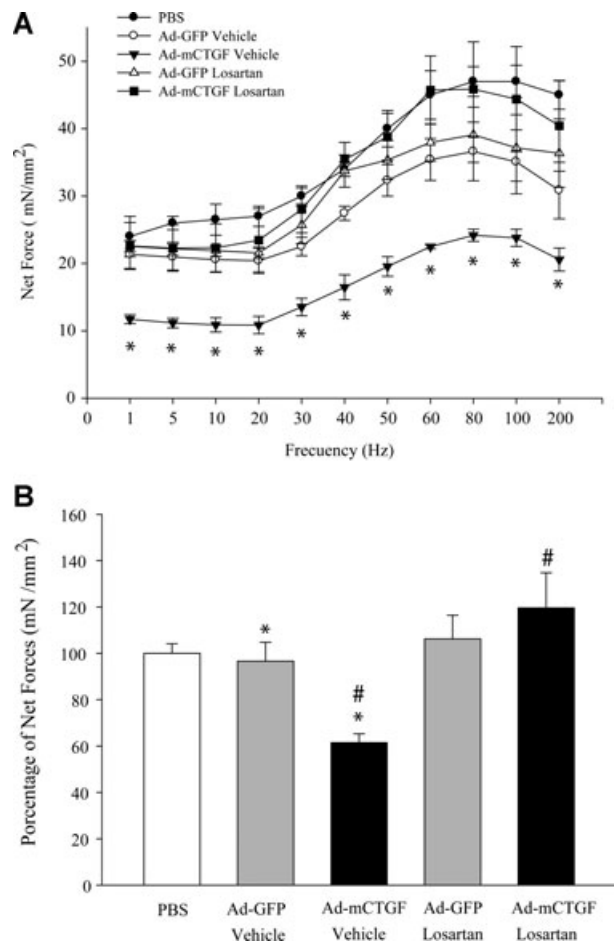 A
PBS
Ad-GFP Vehicle
Ad-mCTGF Vehicle
Ad-GFP Losartan
Ad-mCTGF Losartan
Net Force ( mN/mm²)
50
40
30
20
10
0
* * * * * * * * * * *
0 1 5 10 20 30 40 50 60 80 100 200
Frecuency (Hz)
B
Porcentage of Net Forces (mN /mm ²)
160
140
120
100
80
60
40
20
0
*
#
*
#
PBS
Ad-GFP Vehicle
Ad-mCTGF Vehicle
Ad-GFP Losartan
Ad-mCTGF Losartan